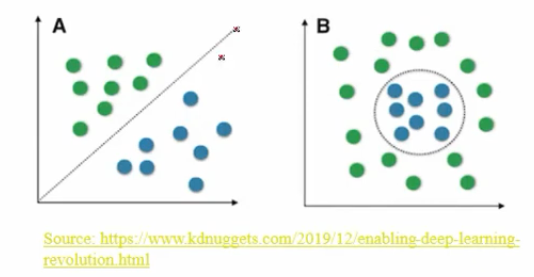 A
B
Source: https://www.kdnuggets.com/2019/12/enabling-deep-learning-
revolution.html